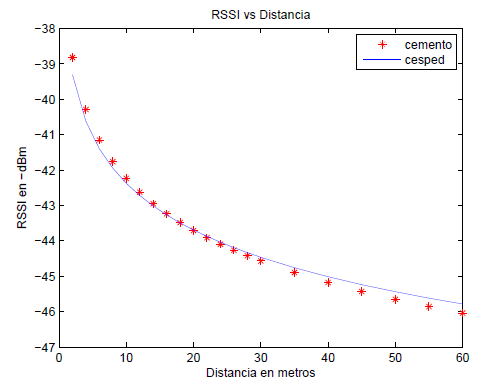 RSSI vs Distancia
cemento
cesped
RSSI en −dBm
−38
−39
−40
−41
−42
−43
−44
−45
−46
−47
0 10 20 30 40 50 60
Distancia en metros